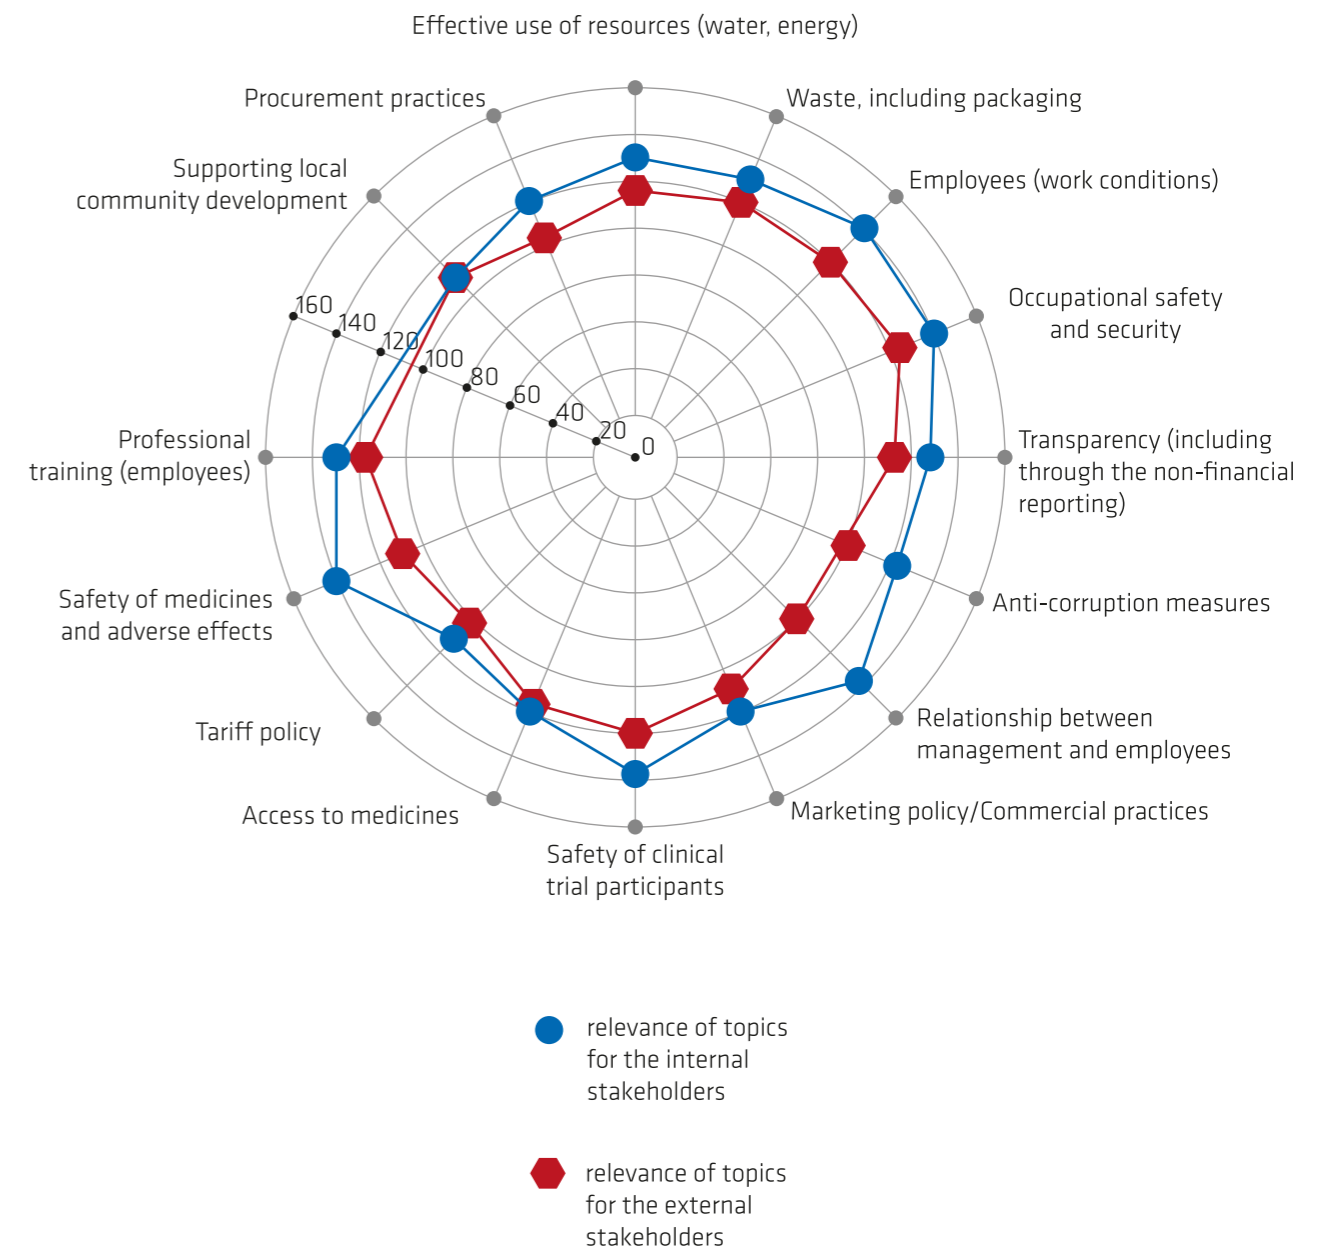 Effective use of resources (water, energy)
Procurement practices
Waste, including packaging
Supporting local
community development
Employees (work conditions)
Occupational safety
and security
160
140
120
100
80
60
40
20
0
Professional
training (employees)
Transparency (including
through the non-financial
reporting)
Safety of medicines
and adverse effects
Anti-corruption measures
Tariff policy
Relationship between
management and employees
Access to medicines
Marketing policy/Commercial practices
Safety of clinical
trial participants
relevance of topics
for the internal
stakeholders
relevance of topics
for the external
stakeholders